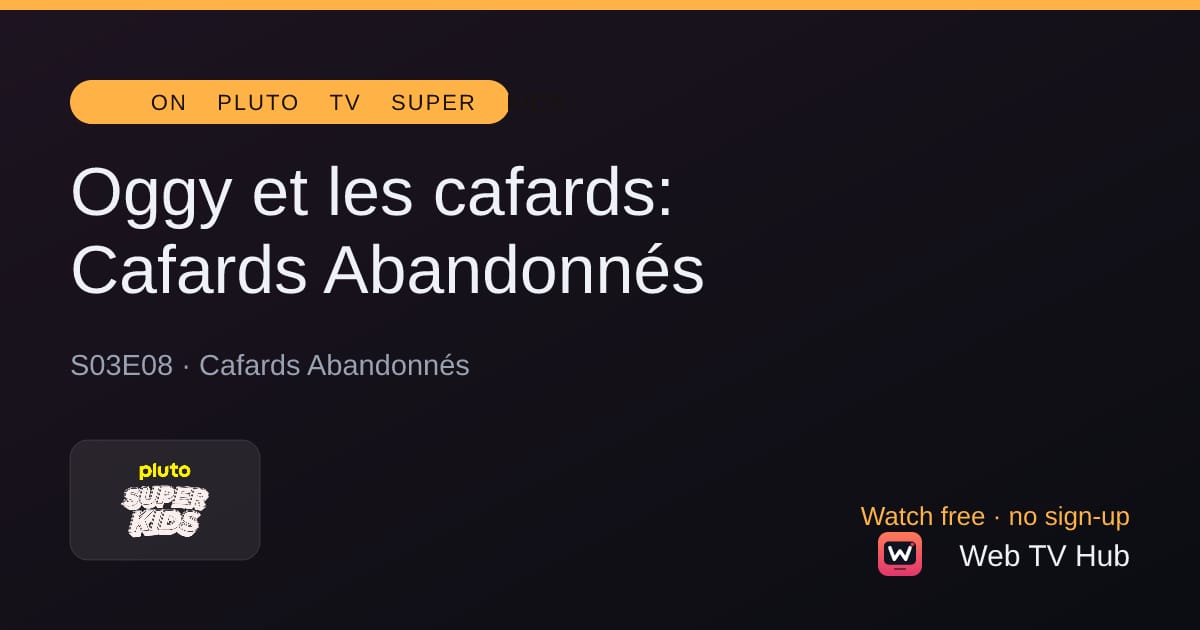 ON PLUTO TV SUPER
Oggy et les cafards:
Cafards Abandonnés
S03E08 · Cafards Abandonnés
pluto
SUPER
KIDS
Watch free · no sign-up
W
Web TV Hub